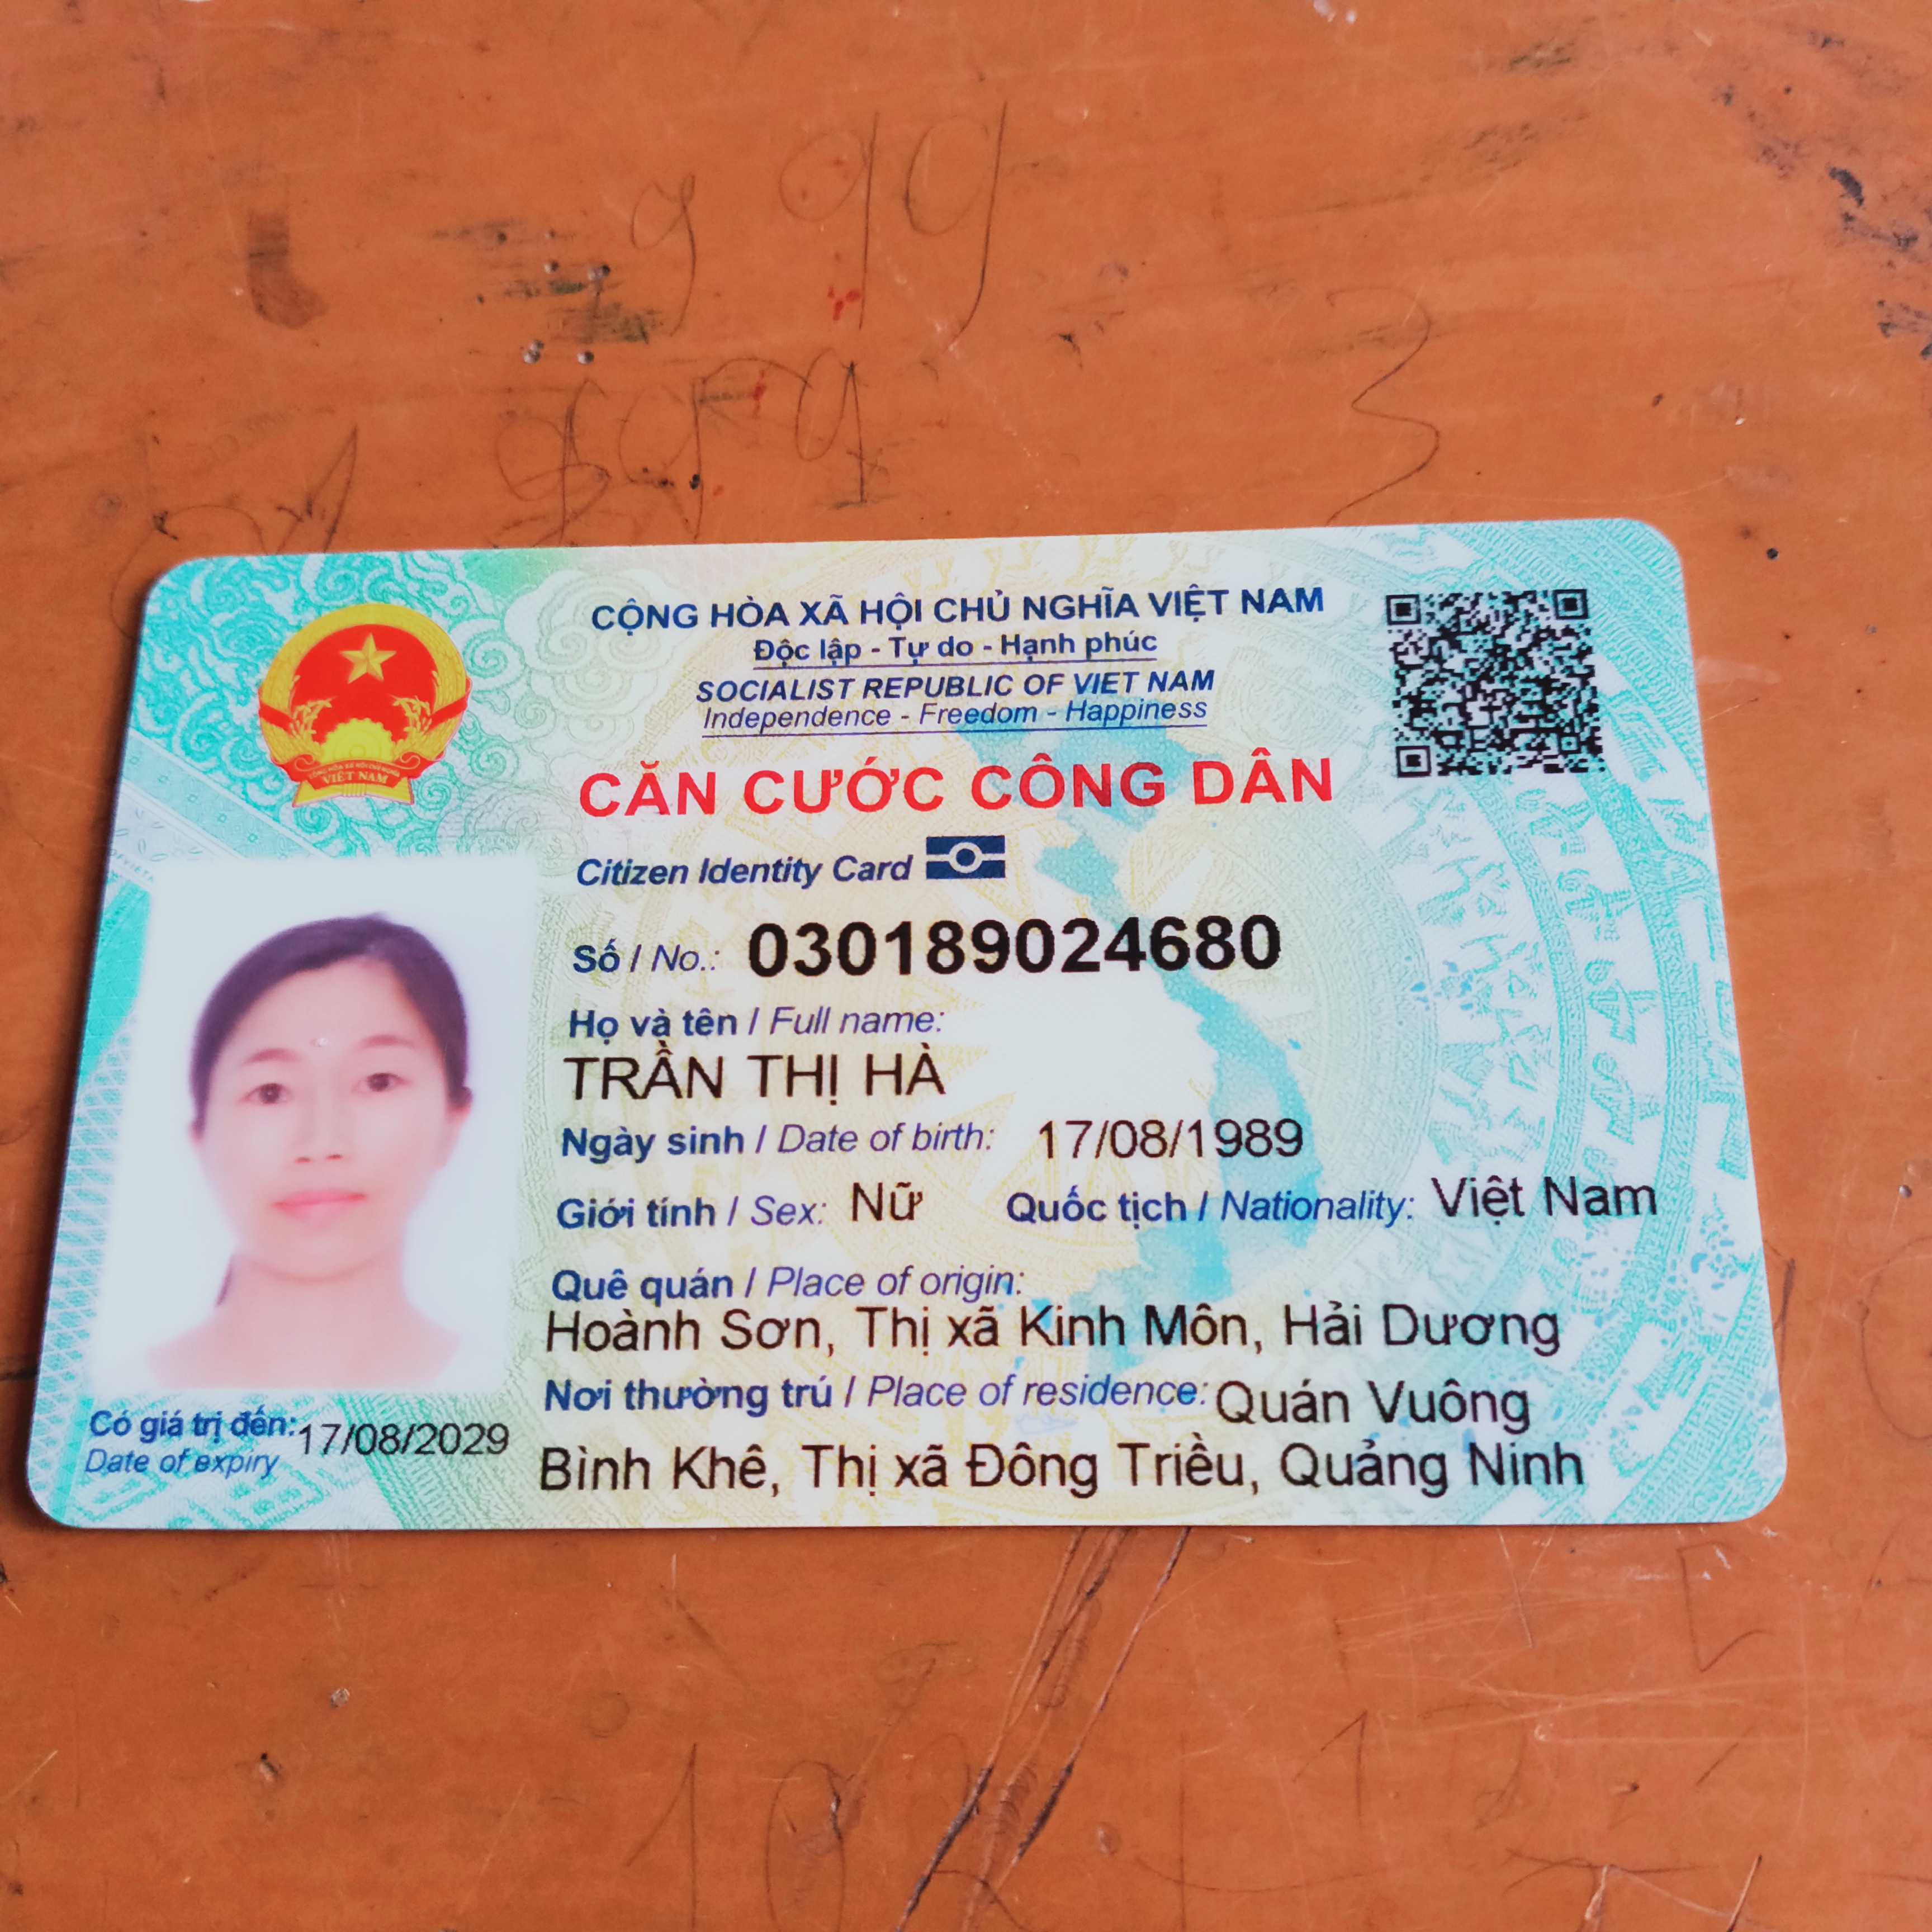 CỘNG HÒA XÃ HỘI CHỦ NGHĨA VIỆT NAM
Độc lập - Tự do - Hạnh phúc
SOCIALIST REPUBLIC OF VIET NAM
Independence - Freedom - Happiness
VIỆT NAM
CĂN CƯỚC CÔNG DÂN
Citizen Identity Card
Số / No.: 030189024680
Họ và tên / Full name:
TRẦN THỊ HÀ
Ngày sinh / Date of birth: 17/08/1989
Giới tính / Sex: Nữ Quốc tịch / Nationality: Việt Nam
Quê quán / Place of origin:
Hoành Sơn, Thị xã Kinh Môn, Hải Dương
Nơi thường trú / Place of residence: Quán Vuông
Bình Khê, Thị xã Đông Triều, Quảng Ninh
Có giá trị đến: 17/08/2029
Date of expiry